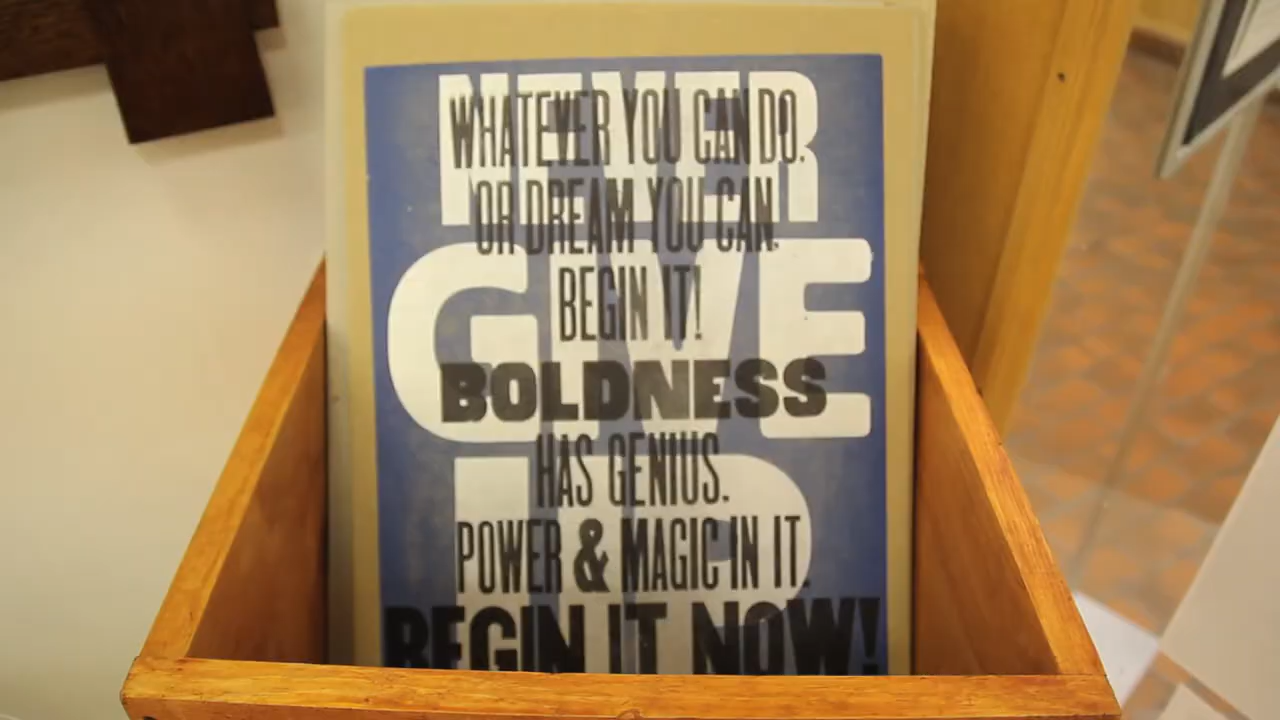 NEVER
GIVE
UP
WHATEVER YOU CAN DO.
OR DREAM YOU CAN.
BEGIN IT!
BOLDNESS
HAS GENIUS.
POWER & MAGIC IN IT.
BEGIN IT NOW!